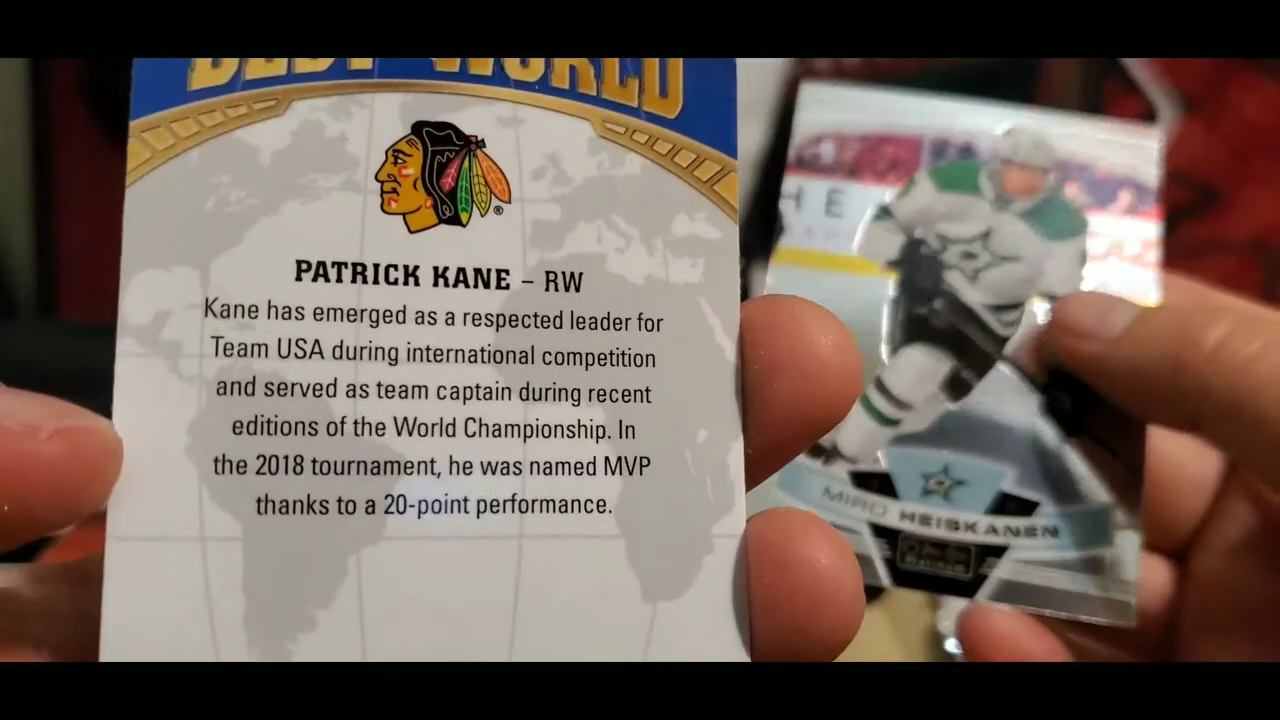 WORLD
PATRICK KANE – RW
Kane has emerged as a respected leader for
Team USA during international competition
and served as team captain during recent
editions of the World Championship. In
the 2018 tournament, he was named MVP
thanks to a 20-point performance.
®
H E
MIRO HEISKANEN